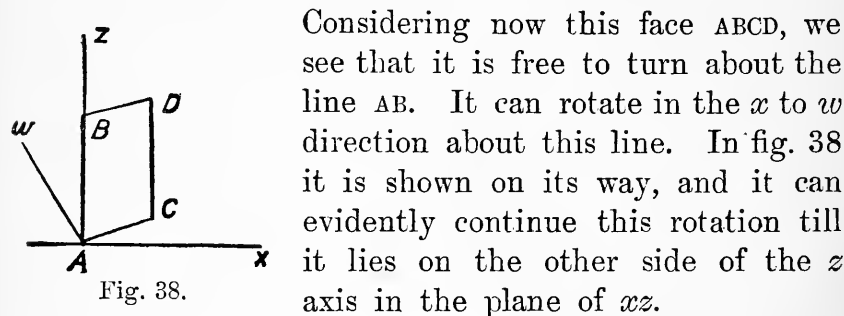 z
w
B
D
C
A
x
Fig. 38.
Considering now this face ABCD, we
see that it is free to turn about the
line AB. It can rotate in the x to w
direction about this line. In fig. 38
it is shown on its way, and it can
evidently continue this rotation till
it lies on the other side of the z
axis in the plane of xz.